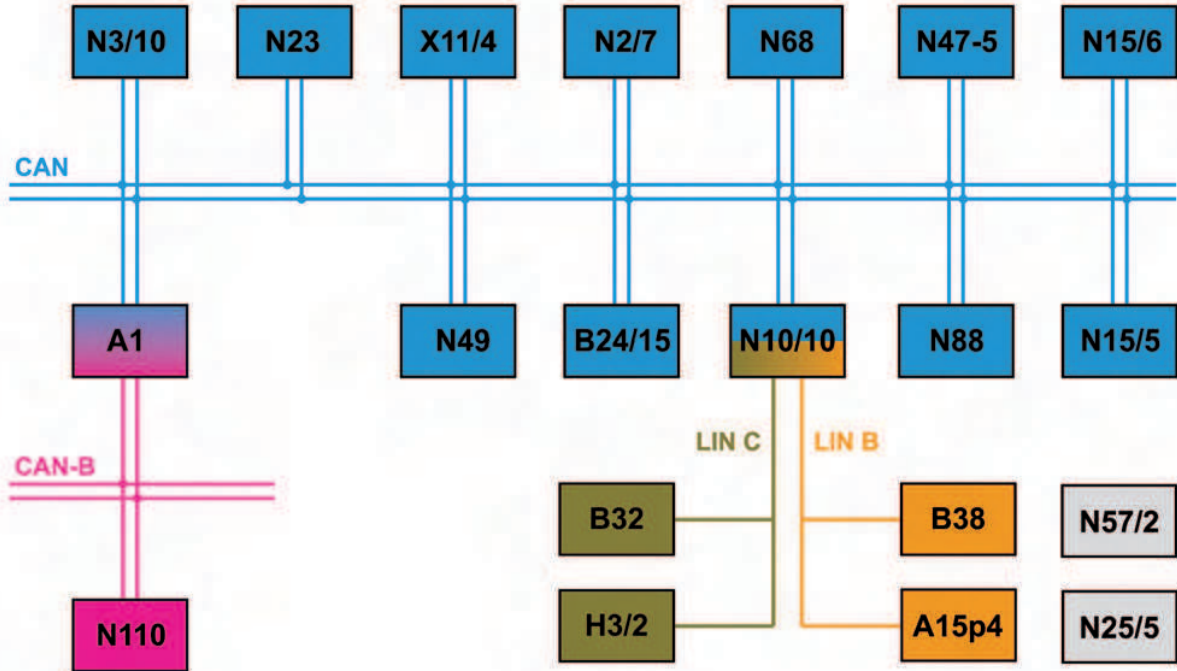 N3/10 N23 X11/4 N2/7 N68 N47-5 N15/6
CAN
A1 N49 B24/15 N10/10 N88 N15/5
LIN C LIN B
CAN-B
B32 B38 N57/2
N110 H3/2 A15p4 N25/5